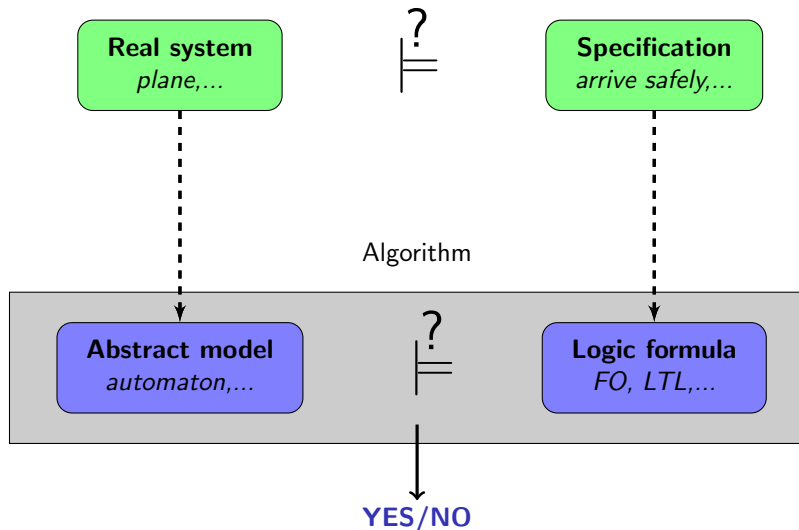 Real system
plane,...
?
⊨
Specification
arrive safely,...
Algorithm
Abstract model
automaton,...
?
⊨
Logic formula
FO, LTL,...
YES/NO